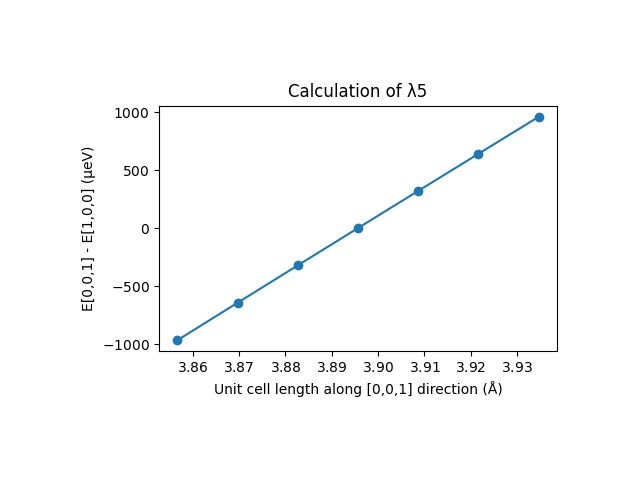 Calculation of λ5
E[0,0,1] - E[1,0,0] (μeV)
1000
500
0
−500
−1000
3.86 3.87 3.88 3.89 3.90 3.91 3.92 3.93
Unit cell length along [0,0,1] direction (Å)